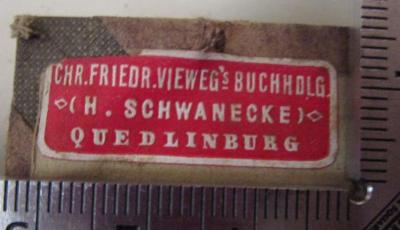 CHR. FRIEDR. VIEWEG'S BUCHHDLG.
(H. SCHWANECKE)
QUEDLINBURG